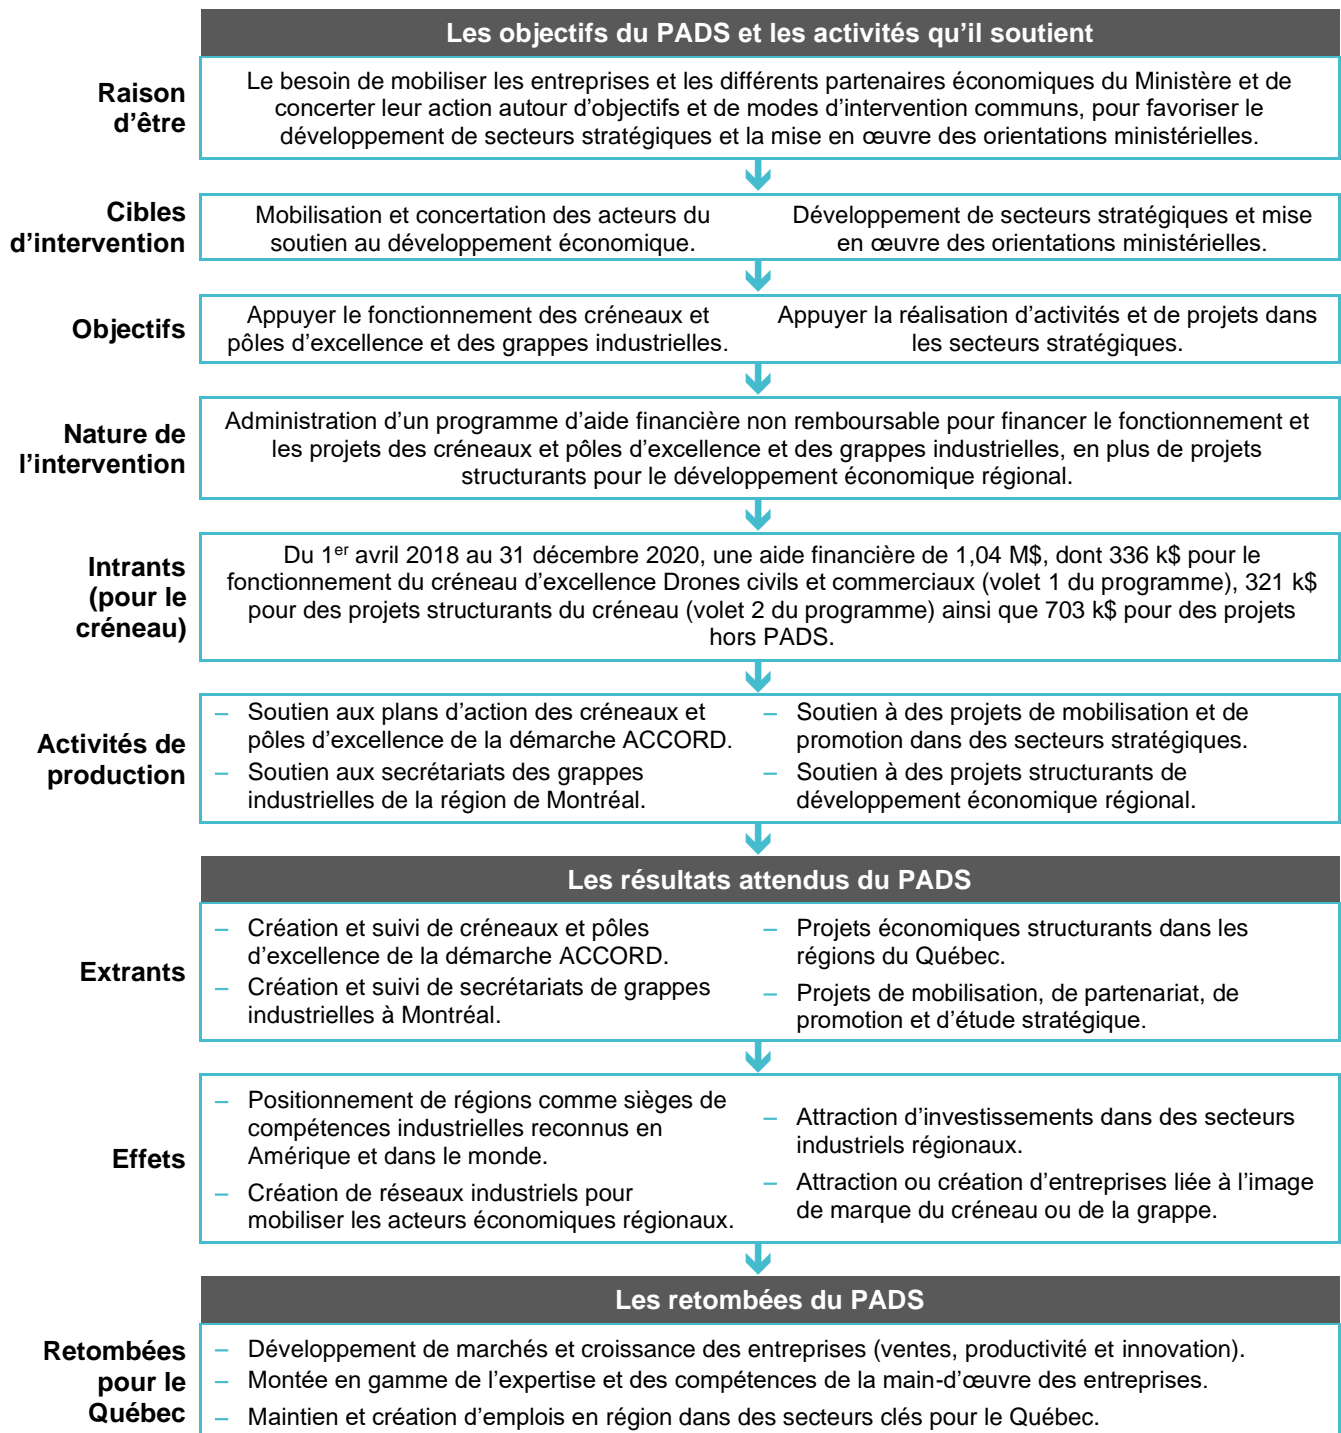 Les objectifs du PADS et les activités qu'il soutient
Raison
d'être
Le besoin de mobiliser les entreprises et les différents partenaires économiques du Ministère et de
concerter leur action autour d'objectifs et de modes d'intervention communs, pour favoriser le
développement de secteurs stratégiques et la mise en œuvre des orientations ministérielles.
Cibles
d'intervention
Mobilisation et concertation des acteurs du
soutien au développement économique.
Développement de secteurs stratégiques et mise
en œuvre des orientations ministérielles.
Objectifs
Appuyer le fonctionnement des créneaux et
pôles d'excellence et des grappes industrielles.
Appuyer la réalisation d'activités et de projets dans
les secteurs stratégiques.
Nature de
l'intervention
Administration d'un programme d'aide financière non remboursable pour financer le fonctionnement et
les projets des créneaux et pôles d'excellence et des grappes industrielles, en plus de projets
structurants pour le développement économique régional.
Intrants
(pour le
créneau)
Du 1er avril 2018 au 31 décembre 2020, une aide financière de 1,04 M$, dont 336 k$ pour le
fonctionnement du créneau d'excellence Drones civils et commerciaux (volet 1 du programme), 321 k$
pour des projets structurants du créneau (volet 2 du programme) ainsi que 703 k$ pour des projets
hors PADS.
Activités de
production
– Soutien aux plans d'action des créneaux et
pôles d'excellence de la démarche ACCORD.
– Soutien aux secrétariats des grappes
industrielles de la région de Montréal.
– Soutien à des projets de mobilisation et de
promotion dans des secteurs stratégiques.
– Soutien à des projets structurants de
développement économique régional.
Les résultats attendus du PADS
Extrants
– Création et suivi de créneaux et pôles
d'excellence de la démarche ACCORD.
– Création et suivi de secrétariats de grappes
industrielles à Montréal.
– Projets économiques structurants dans les
régions du Québec.
– Projets de mobilisation, de partenariat, de
promotion et d'étude stratégique.
Effets
– Positionnement de régions comme sièges de
compétences industrielles reconnus en
Amérique et dans le monde.
– Création de réseaux industriels pour
mobiliser les acteurs économiques régionaux.
– Attraction d'investissements dans des secteurs
industriels régionaux.
– Attraction ou création d'entreprises liée à l'image
de marque du créneau ou de la grappe.
Les retombées du PADS
Retombées
pour le
Québec
– Développement de marchés et croissance des entreprises (ventes, productivité et innovation).
– Montée en gamme de l'expertise et des compétences de la main-d'œuvre des entreprises.
– Maintien et création d'emplois en région dans des secteurs clés pour le Québec.